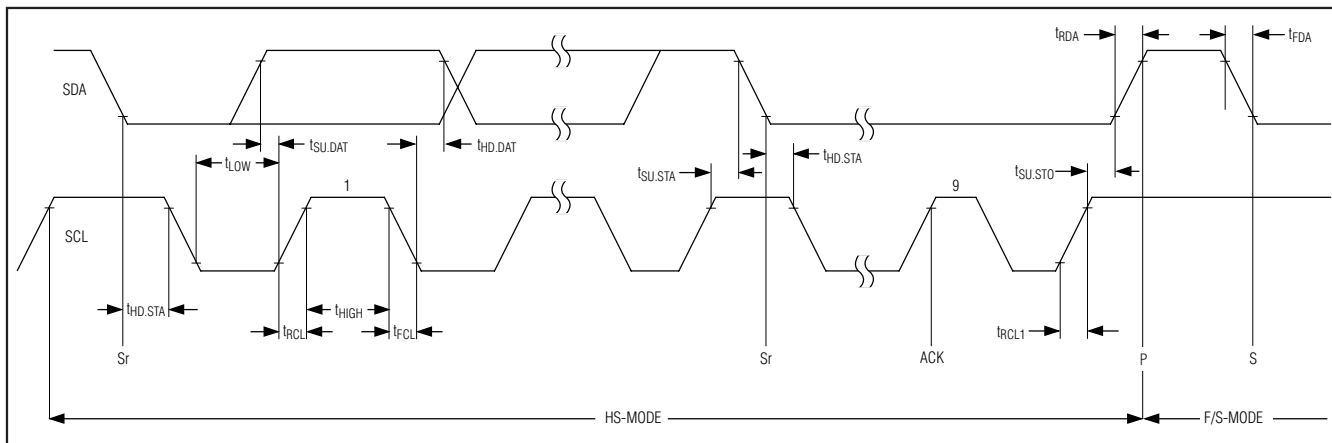 tRDA
tFDA
SDA
tSU.DAT
tHD.DAT
tLOW
tHD.STA
tSU.STA
tSU.STO
1
9
SCL
tHD.STA
tRCL
tHIGH
tFCL
tRCL1
Sr
Sr
ACK
P
S
HS-MODE
F/S-MODE